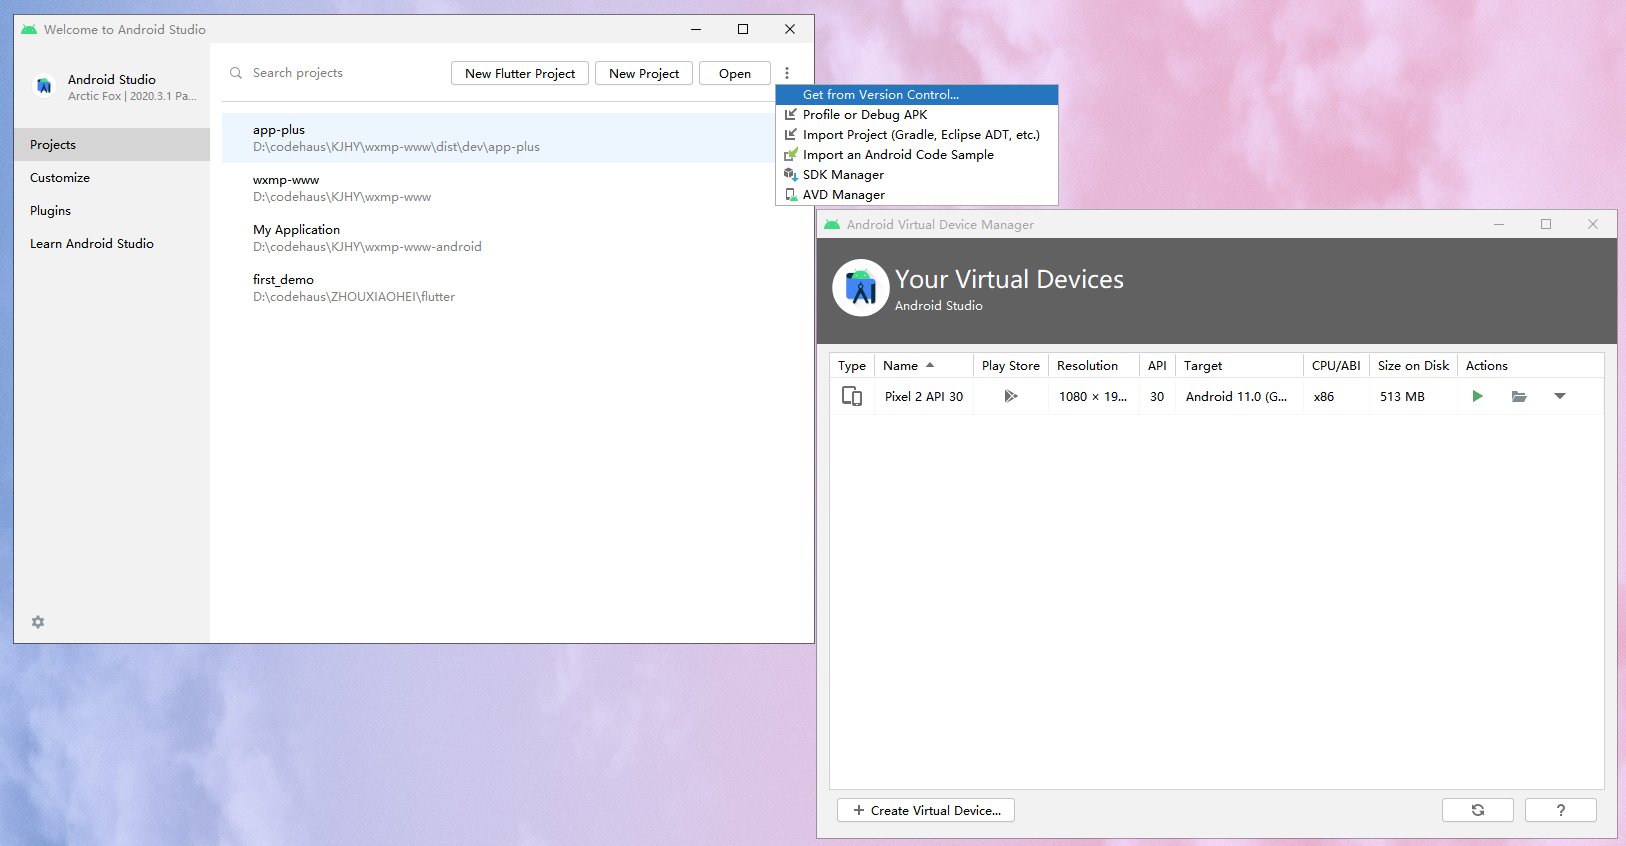 Welcome to Android Studio
Android Studio
Arctic Fox | 2020.3.1 Pa...
Search projects
New Flutter Project
New Project
Open
Projects
Customize
Plugins
Learn Android Studio
app-plus
D:\codehaus\KJHY\wxmp-www\dist\dev\app-plus
wxmp-www
D:\codehaus\KJHY\wxmp-www
My Application
D:\codehaus\KJHY\wxmp-www-android
first_demo
D:\codehaus\ZHOUXIAOHEI\flutter
Get from Version Control...
Profile or Debug APK
Import Project (Gradle, Eclipse ADT, etc.)
Import an Android Code Sample
SDK Manager
AVD Manager
Android Virtual Device Manager
Your Virtual Devices
Android Studio
Type Name Play Store Resolution API Target CPU/ABI Size on Disk Actions
Pixel 2 API 30 1080 × 19... 30 Android 11.0 (G... x86 513 MB
+ Create Virtual Device...
?